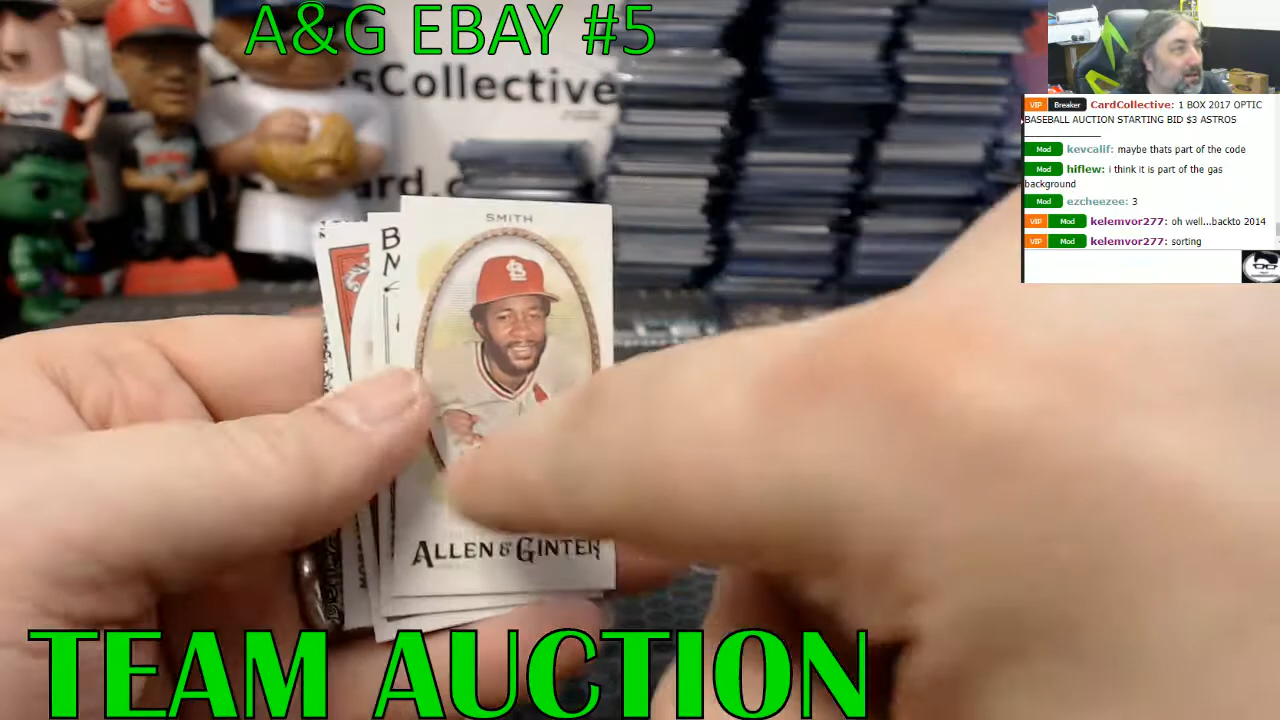 A&G EBAY #5
sCollective
ard.c
SMITH
B
M
ALLEN & GINTER
TEAM AUCTION
VIP Breaker CardCollective: 1 BOX 2017 OPTIC
BASEBALL AUCTION STARTING BID $3 ASTROS
Mod kevcalif: maybe thats part of the code
Mod hiflew: i think it is part of the gas
background
Mod ezcheezee: 3
VIP Mod kelemvor277: oh well...backto 2014
VIP Mod kelemvor277: sorting